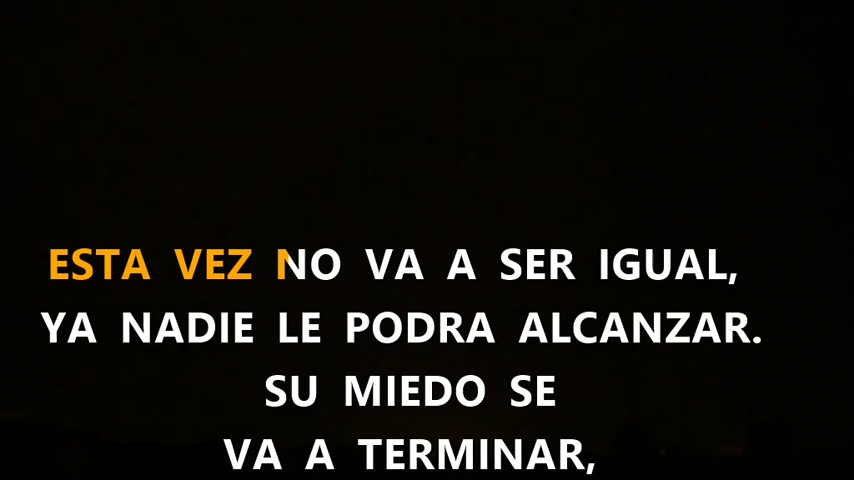 ESTA VEZ NO VA A SER IGUAL,
YA NADIE LE PODRA ALCANZAR.
SU MIEDO SE
VA A TERMINAR,